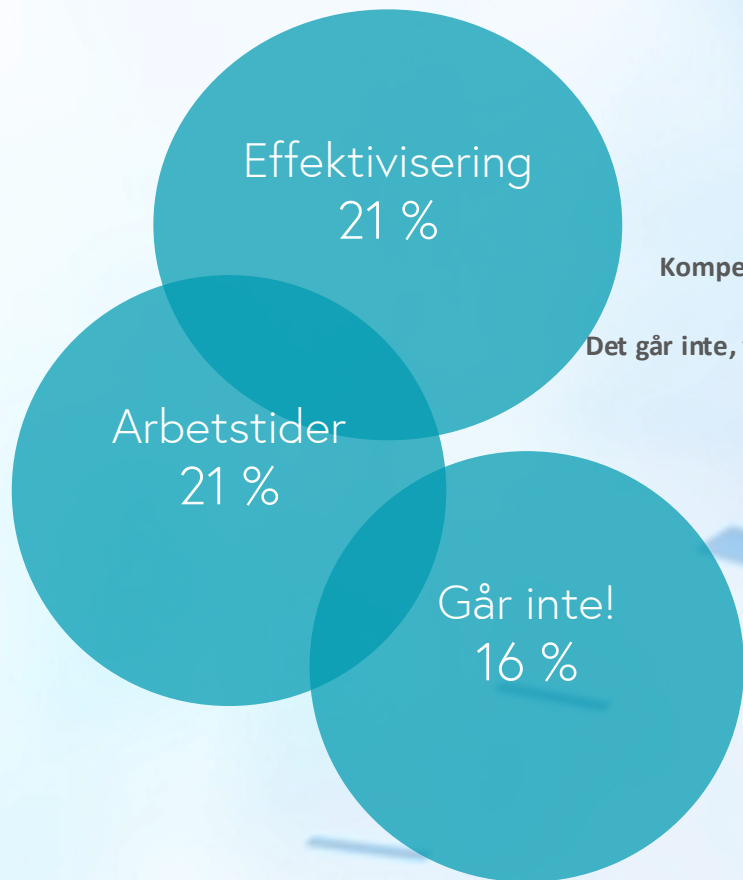 Effektivisering
21 %
Det går inte,
Arbetstider
21 %
Går inte!
16 %